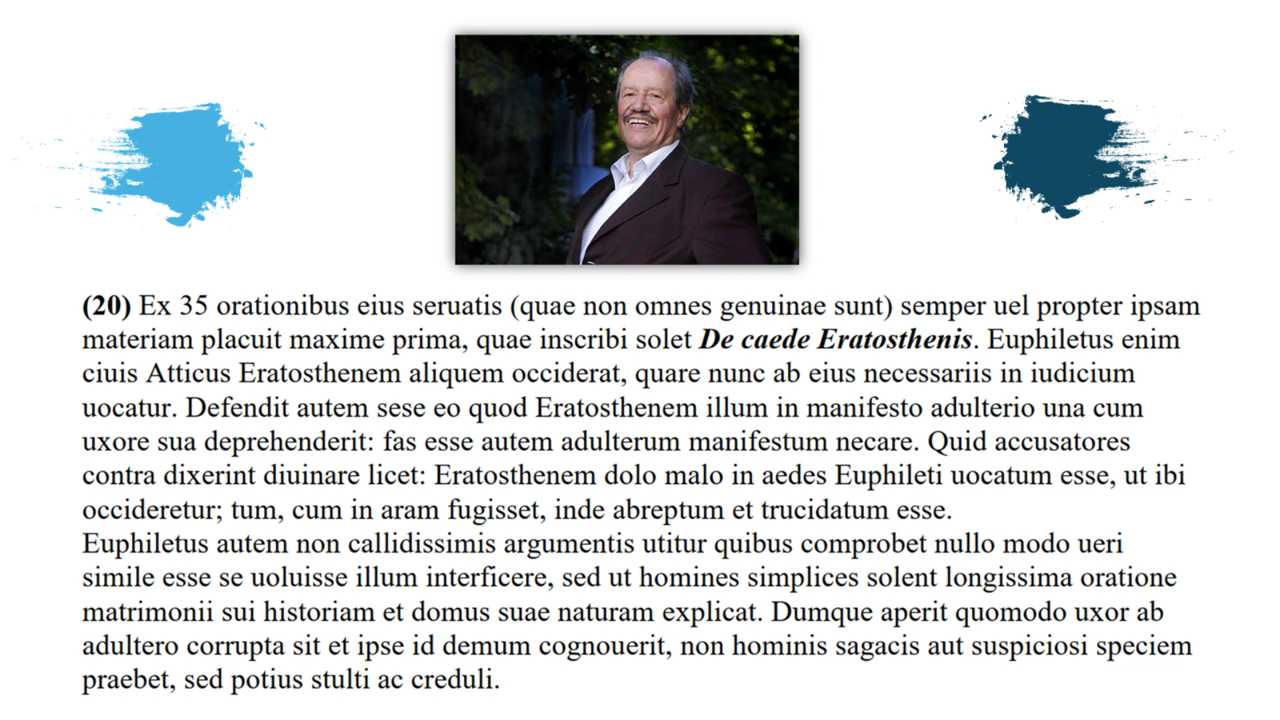 (20) Ex 35 orationibus eius seruatis (quae non omnes genuinae sunt) semper uel propter ipsam
materiam placuit maxime prima, quae inscribi solet De caede Eratosthenis. Euphiletus enim
ciuis Atticus Eratosthenem aliquem occiderat, quare nunc ab eius necessariis in iudicium
uocatur. Defendit autem sese eo quod Eratosthenem illum in manifesto adulterio una cum
uxore sua deprehenderit: fas esse autem adulterum manifestum necare. Quid accusatores
contra dixerint diuinare licet: Eratosthenem dolo malo in aedes Euphileti uocatum esse, ut ibi
occideretur; tum, cum in aram fugisset, inde abreptum et trucidatum esse.
Euphiletus autem non callidissimis argumentis utitur quibus comprobet nullo modo ueri
simile esse se uoluisse illum interficere, sed ut homines simplices solent longissima oratione
matrimonii sui historiam et domus suae naturam explicat. Dumque aperit quomodo uxor ab
adultero corrupta sit et ipse id demum cognouerit, non hominis sagacis aut suspiciosi speciem
praebet, sed potius stulti ac creduli.